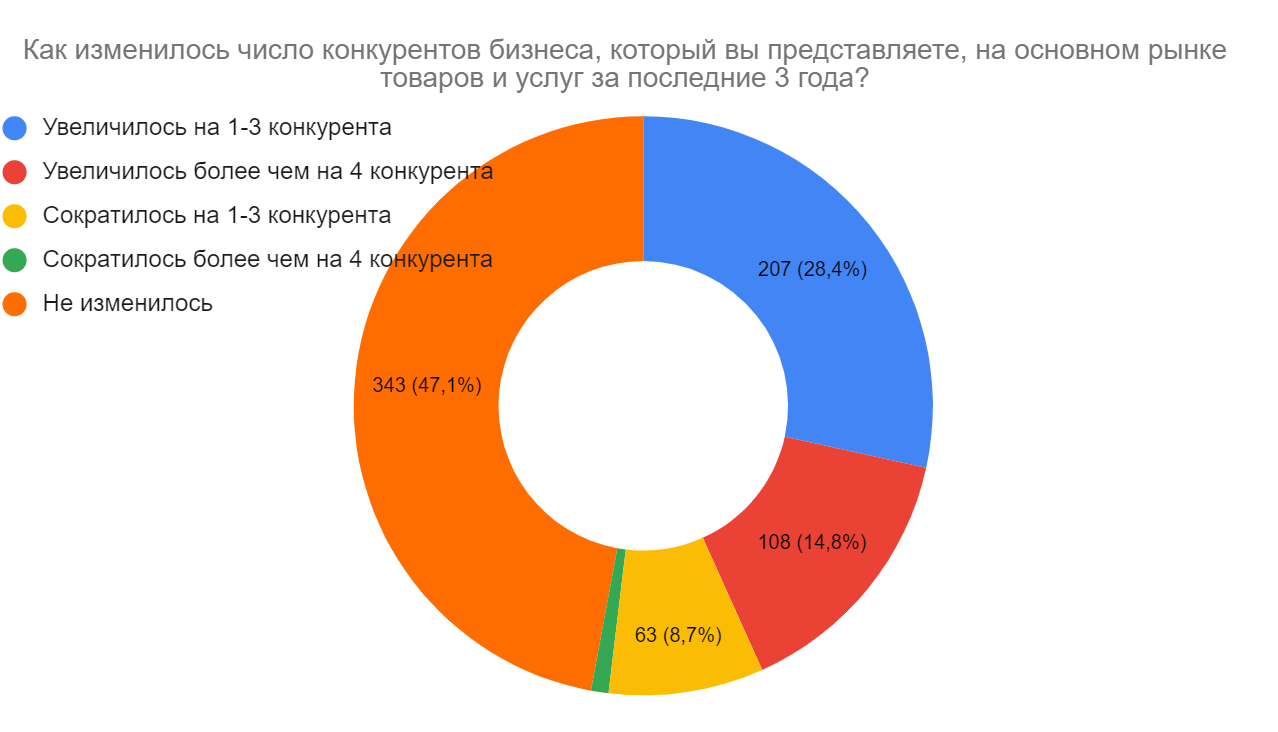 Как изменилось число конкурентов бизнеса, который вы представляете, на основном рынке
товаров и услуг за последние 3 года?
Увеличилось на 1-3 конкурента
Увеличилось более чем на 4 конкурента
Сократилось на 1-3 конкурента
Сократилось более чем на 4 конкурента
Не изменилось
207 (28,4%)
343 (47,1%)
108 (14,8%)
63 (8,7%)